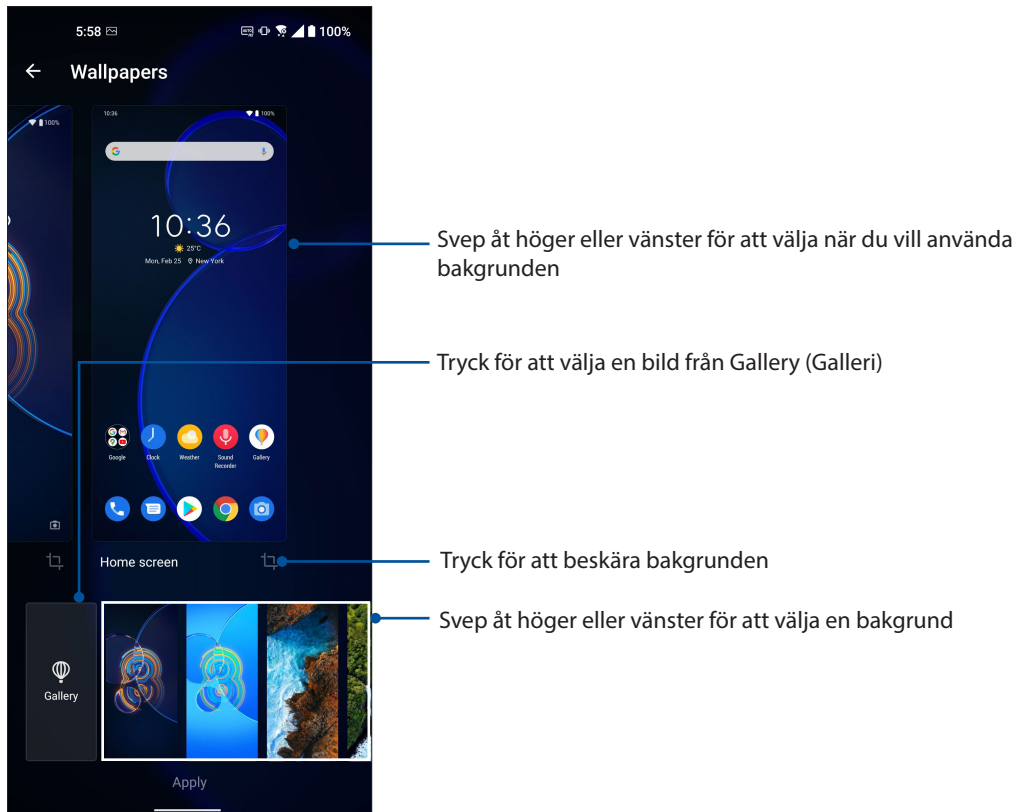 5:58 100%
Wallpapers
100%
10:36 100%
10:36
25°C
Mon, Feb 25 New York
Svep åt höger eller vänster för att välja när du vill använda
bakgrunden
Tryck för att välja en bild från Gallery (Galleri)
Google Clock Weather Sound Recorder Gallery
Home screen
Tryck för att beskära bakgrunden
Svep åt höger eller vänster för att välja en bakgrund
Gallery
Apply